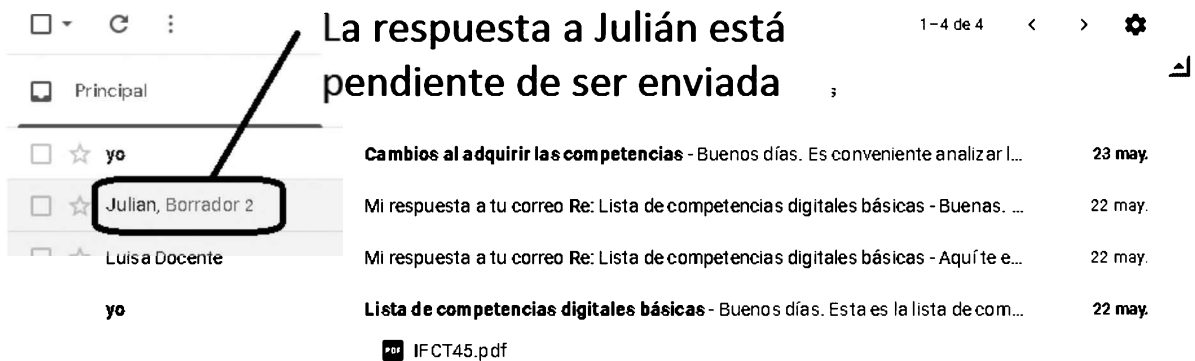 La respuesta a Julián está
pendiente de ser enviada
1–4 de 4
Principal
yo Cambios al adquirir las competencias - Buenos días. Es conveniente analizar l... 23 may.
Julian, Borrador 2 Mi respuesta a tu correo Re: Lista de competencias digitales básicas - Buenas. ... 22 may.
Luisa Docente Mi respuesta a tu correo Re: Lista de competencias digitales básicas - Aquí te e... 22 may.
yo Lista de competencias digitales básicas - Buenos días. Esta es la lista de com... 22 may.
PDF IFCT45.pdf